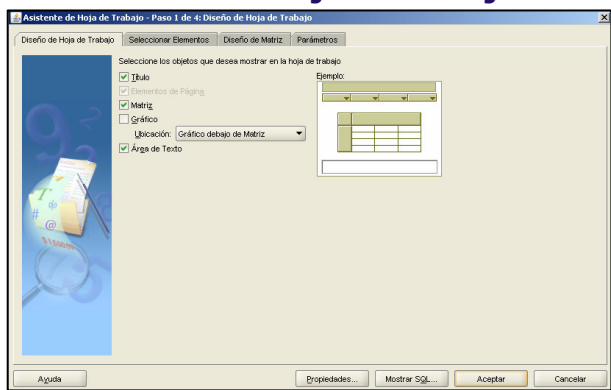 Asistente de Hoja de Trabajo - Paso 1 de 4: Diseño de Hoja de Trabajo
Diseño de Hoja de Trabajo Seleccionar Elementos Diseño de Matriz Parámetros
Seleccione los objetos que desea mostrar en la hoja de trabajo
Título
Elementos de Página
Matriz
Gráfico
Ubicación: Gráfico debajo de Matriz
Área de Texto
Ejemplo:
Ayuda Propiedades... Mostrar SQL... Aceptar Cancelar